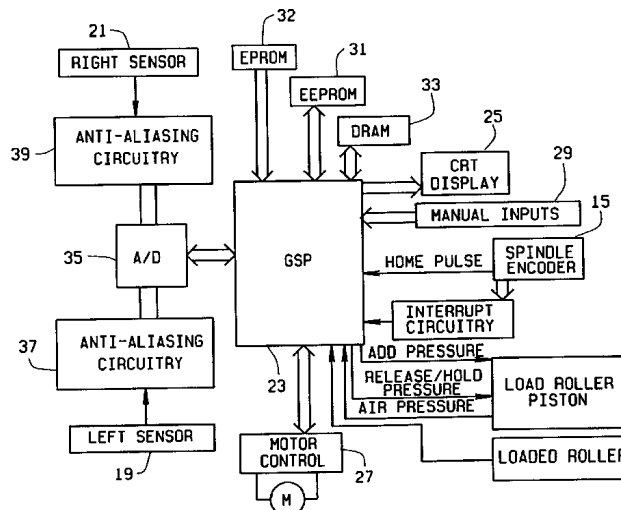 21
RIGHT SENSOR
32
EPROM
31
EEPROM
33
DRAM
25
CRT
DISPLAY
29
MANUAL INPUTS
15
SPINDLE
ENCODER
HOME PULSE
INTERRUPT
CIRCUITRY
39
ANTI-ALIASING
CIRCUITRY
35
A/D
GSP
23
37
ANTI-ALIASING
CIRCUITRY
LEFT SENSOR
19
ADD PRESSURE
RELEASE/HOLD
PRESSURE
AIR PRESSURE
LOAD ROLLER
PISTON
LOADED ROLLER
MOTOR
CONTROL
27
M